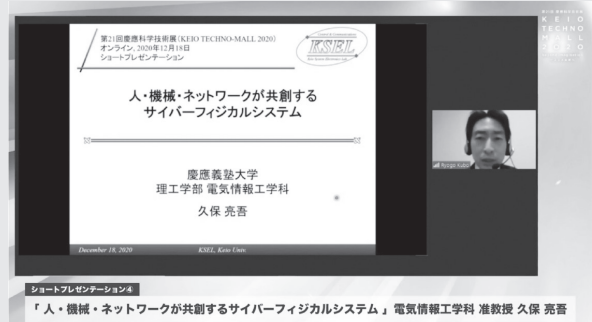 第21回慶應科学技術展(KEIO TECHNO-MALL 2020)
オンライン, 2020年12月18日
ショートプレゼンテーション
KSEL
人・機械・ネットワークが共創する
サイバーフィジカルシステム
慶應義塾大学
理工学部 電気情報工学科
久保 亮吾
December 18, 2020
KSEL, Keio Univ.
Ryogo Kubo
KEIO
TECHNO
MALL
2020
ショートプレゼンテーション④
「 人・機械・ネットワークが共創するサイバーフィジカルシステム 」電気情報工学科 准教授 久保 亮吾